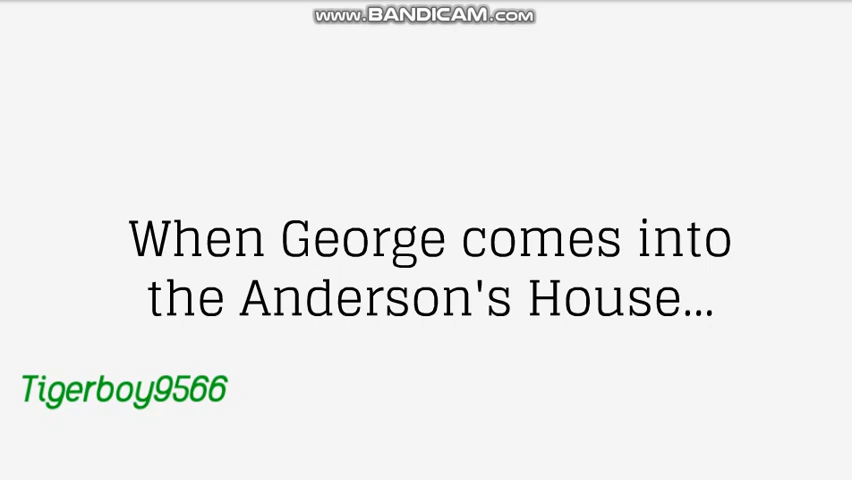 www.BANDICAM.com
When George comes into
the Anderson's House...
Tigerboy9566